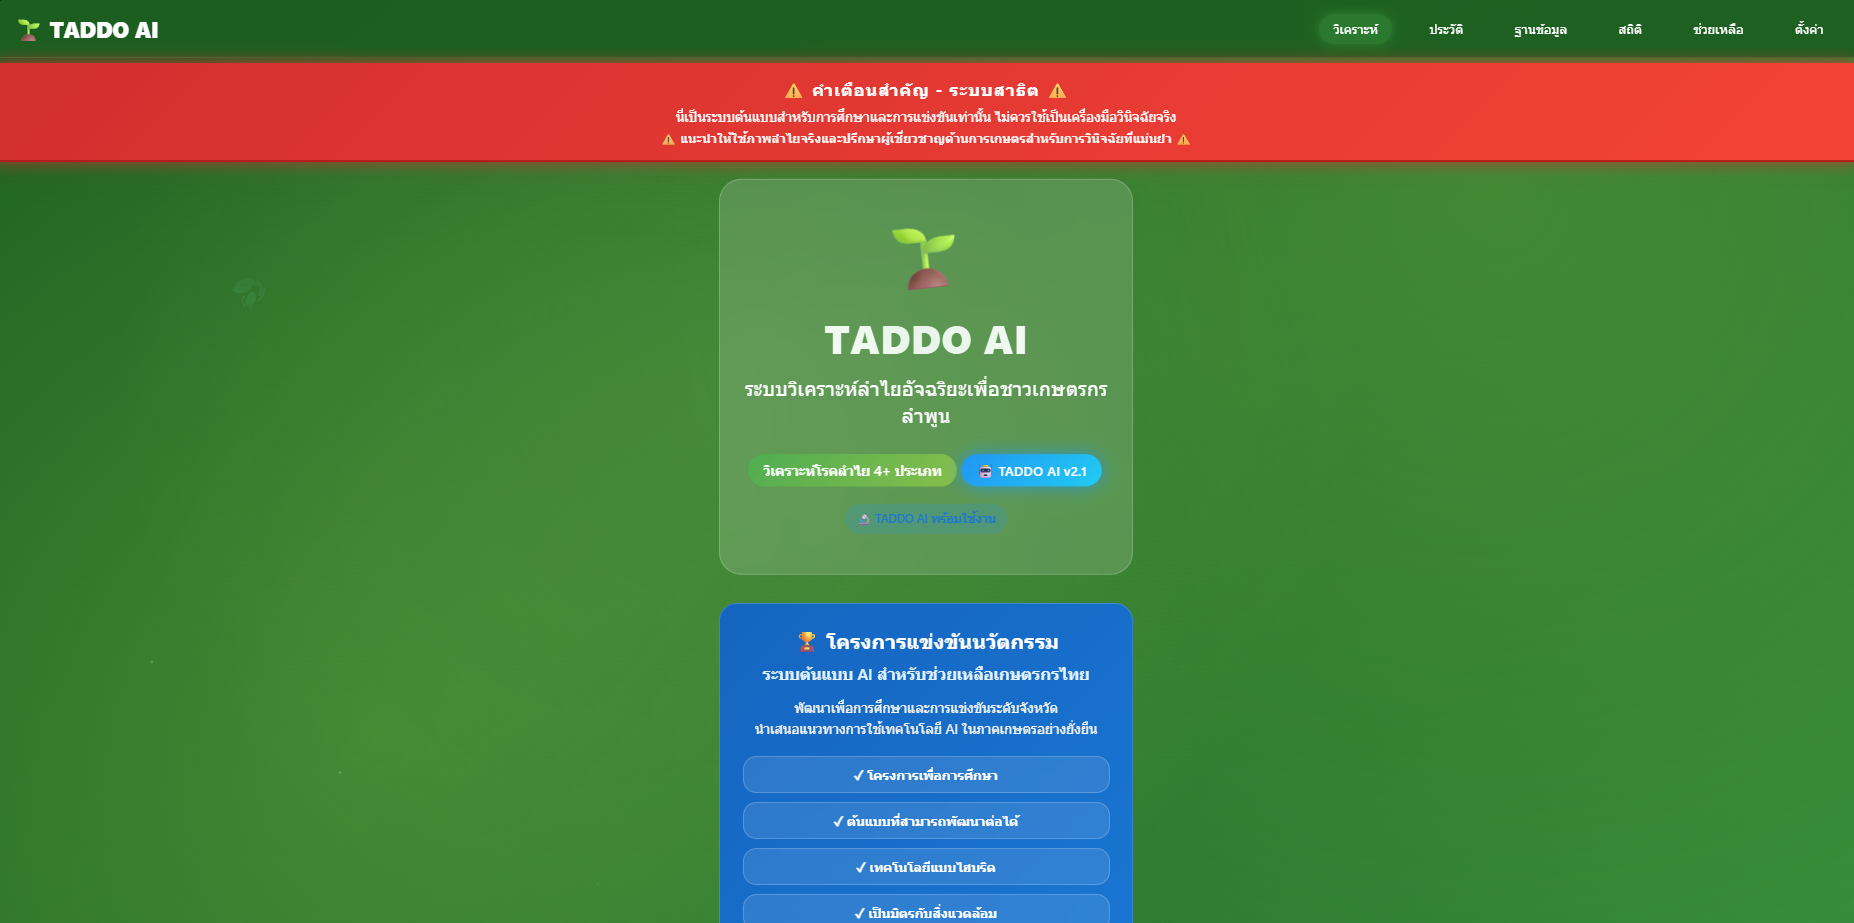 TADDO AI
วิเคราะห์
ประวัติ
ฐานข้อมูล
สถิติ
ช่วยเหลือ
ตั้งค่า
คำเตือนสำคัญ - ระบบสาธิต
นี่เป็นระบบต้นแบบสำหรับการศึกษาและการแข่งขันเท่านั้น ไม่ควรใช้เป็นเครื่องมือวินิจฉัยจริง
แนะนำให้ใช้ภาพลำไยจริงและปรึกษาผู้เชี่ยวชาญด้านการเกษตรสำหรับการวินิจฉัยที่แม่นยำ
TADDO AI
ระบบวิเคราะห์ลำไยอัจฉริยะเพื่อชาวเกษตรกร
ลำพูน
วิเคราะห์โรคลำไย 4+ ประเภท
TADDO AI v2.1
TADDO AI พร้อมใช้งาน
โครงการแข่งขันนวัตกรรม
ระบบต้นแบบ AI สำหรับช่วยเหลือเกษตรกรไทย
พัฒนาเพื่อการศึกษาและการแข่งขันระดับจังหวัด
นำเสนอแนวทางการใช้เทคโนโลยี AI ในภาคเกษตรอย่างยั่งยืน
✓ โครงการเพื่อการศึกษา
✓ ต้นแบบที่สามารถพัฒนาต่อได้
✓ เทคโนโลยีแบบไฮบริด
✓ เป็นมิตรกับสิ่งแวดล้อม